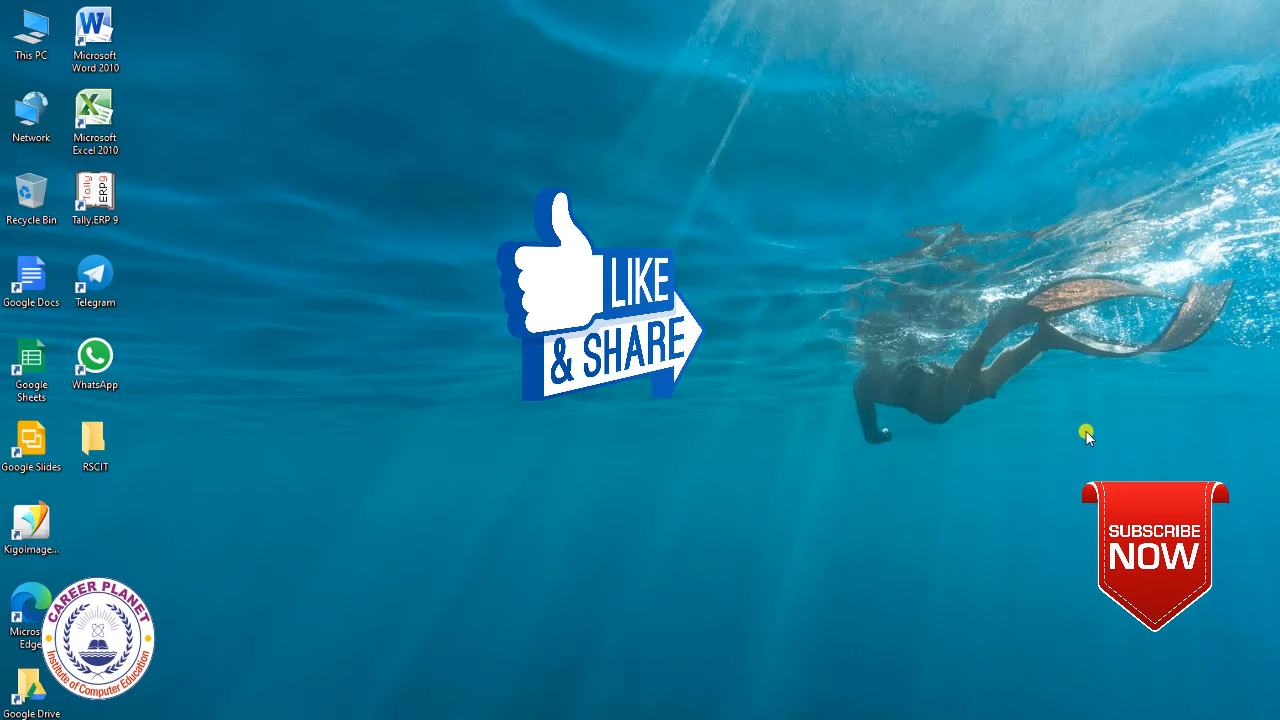 This PC
Microsoft
Word 2010
Network
Microsoft
Excel 2010
Recycle Bin
Tally
ERP9
Tally.ERP 9
Google Docs
Telegram
Google
Sheets
WhatsApp
Google Slides
RSCIT
KigoImage...
Micros
Edge
Google Drive
CAREER PLANET
Institute of Computer Education
LIKE
& SHARE
SUBSCRIBE
NOW